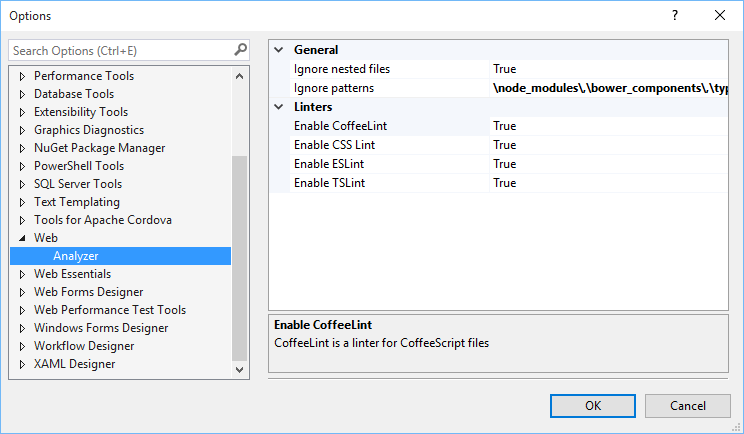 Options
Search Options (Ctrl+E)
Performance Tools
Database Tools
Extensibility Tools
Graphics Diagnostics
NuGet Package Manager
PowerShell Tools
SQL Server Tools
Text Templating
Tools for Apache Cordova
Web
Analyzer
Web Essentials
Web Forms Designer
Web Performance Test Tools
Windows Forms Designer
Workflow Designer
XAML Designer
General
Ignore nested files True
Ignore patterns \node_modules\,\bower_components\,\typ
Linters
Enable CoffeeLint True
Enable CSS Lint True
Enable ESLint True
Enable TSLint True
Enable CoffeeLint
CoffeeLint is a linter for CoffeeScript files
OK Cancel